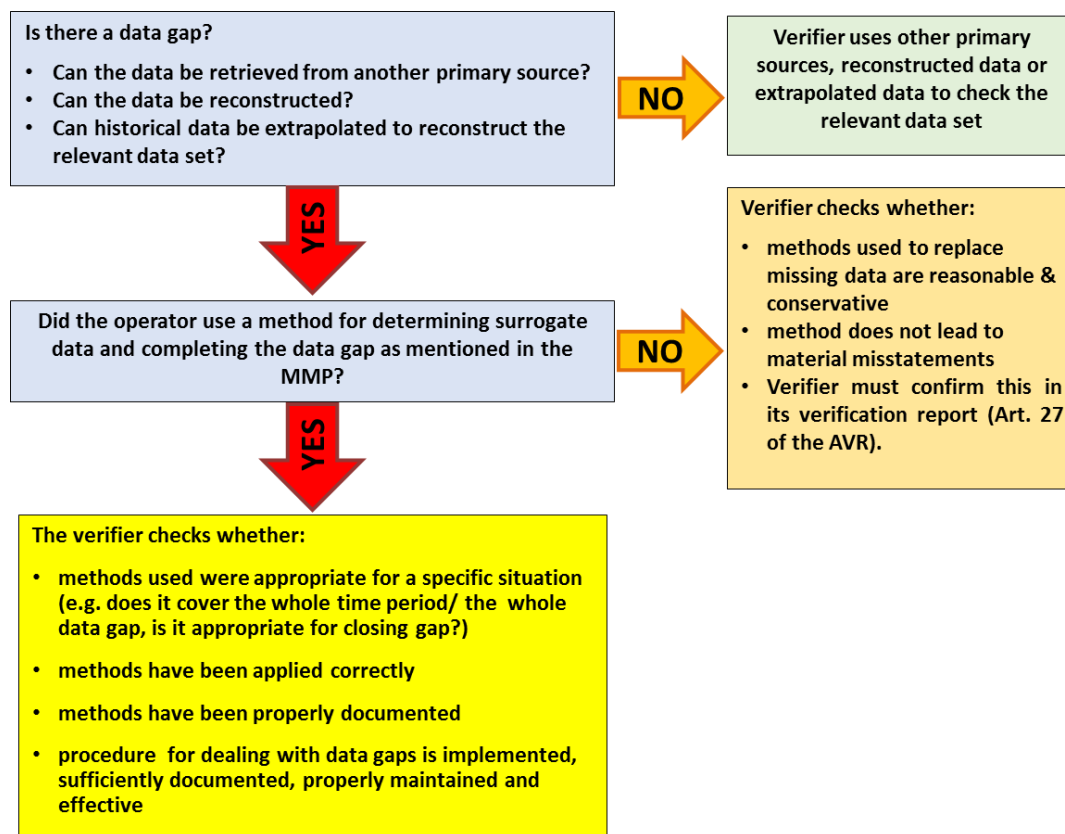 Is there a data gap?
• Can the data be retrieved from another primary source?
• Can the data be reconstructed?
• Can historical data be extrapolated to reconstruct the
relevant data set?
NO
Verifier uses other primary
sources, reconstructed data or
extrapolated data to check the
relevant data set
YES
Did the operator use a method for determining surrogate
data and completing the data gap as mentioned in the
MMP?
NO
Verifier checks whether:
• methods used to replace
missing data are reasonable &
conservative
• method does not lead to
material misstatements
• Verifier must confirm this in
its verification report (Art. 27
of the AVR).
YES
The verifier checks whether:
• methods used were appropriate for a specific situation
(e.g. does it cover the whole time period/ the whole
data gap, is it appropriate for closing gap?)
• methods have been applied correctly
• methods have been properly documented
• procedure for dealing with data gaps is implemented,
sufficiently documented, properly maintained and
effective